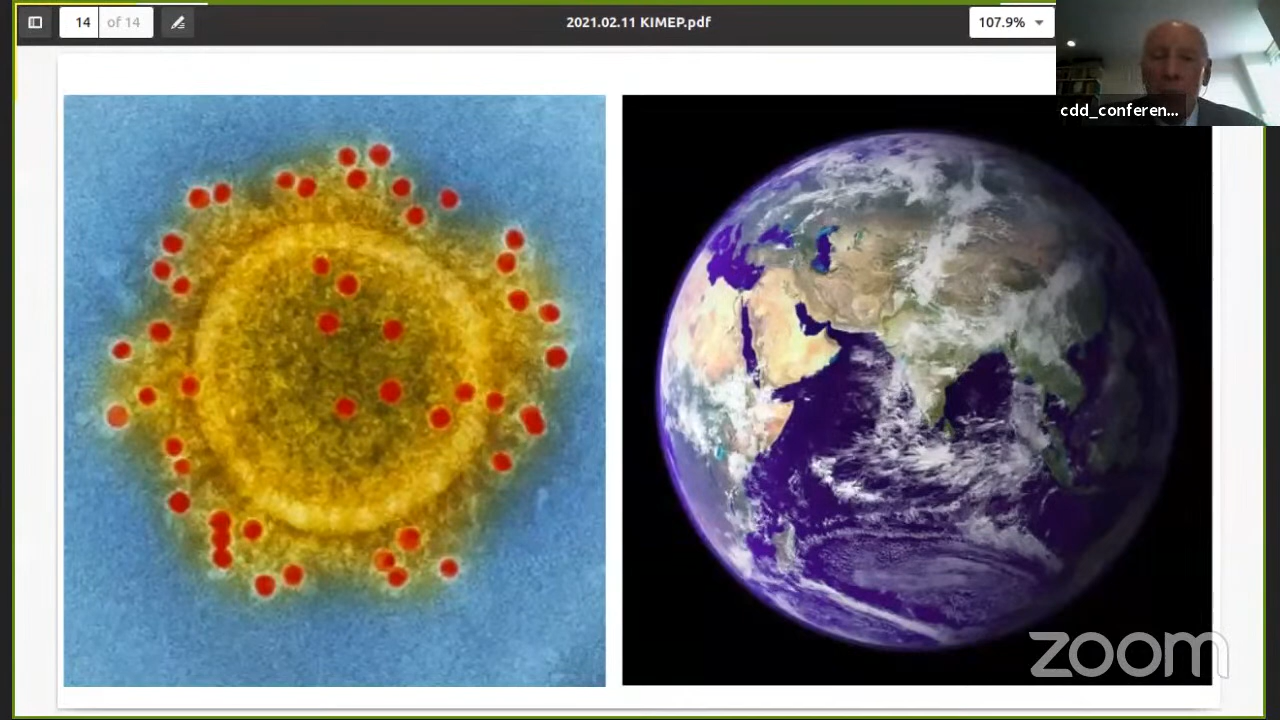 14 of 14
2021.02.11 KIMEP.pdf
107.9%
cdd_conferen...
zoom